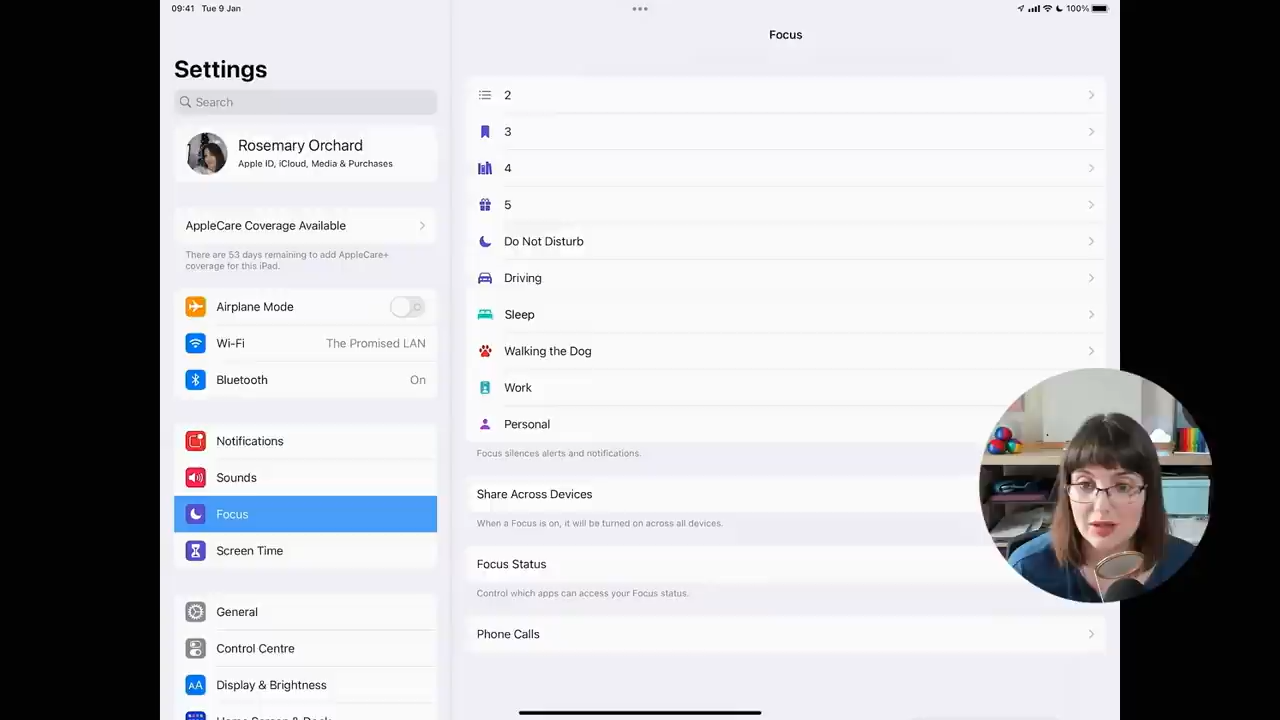 09:41 Tue 9 Jan
100%
Settings
Search
Rosemary Orchard
Apple ID, iCloud, Media & Purchases
AppleCare Coverage Available
There are 53 days remaining to add AppleCare+
coverage for this iPad.
Airplane Mode
Wi-Fi The Promised LAN
Bluetooth On
Notifications
Sounds
Focus
Screen Time
General
Control Centre
Display & Brightness
Home Screen & Dock
Focus
2
3
4
5
Do Not Disturb
Driving
Sleep
Walking the Dog
Work
Personal
Focus silences alerts and notifications.
Share Across Devices
When a Focus is on, it will be turned on across all devices.
Focus Status
Control which apps can access your Focus status.
Phone Calls